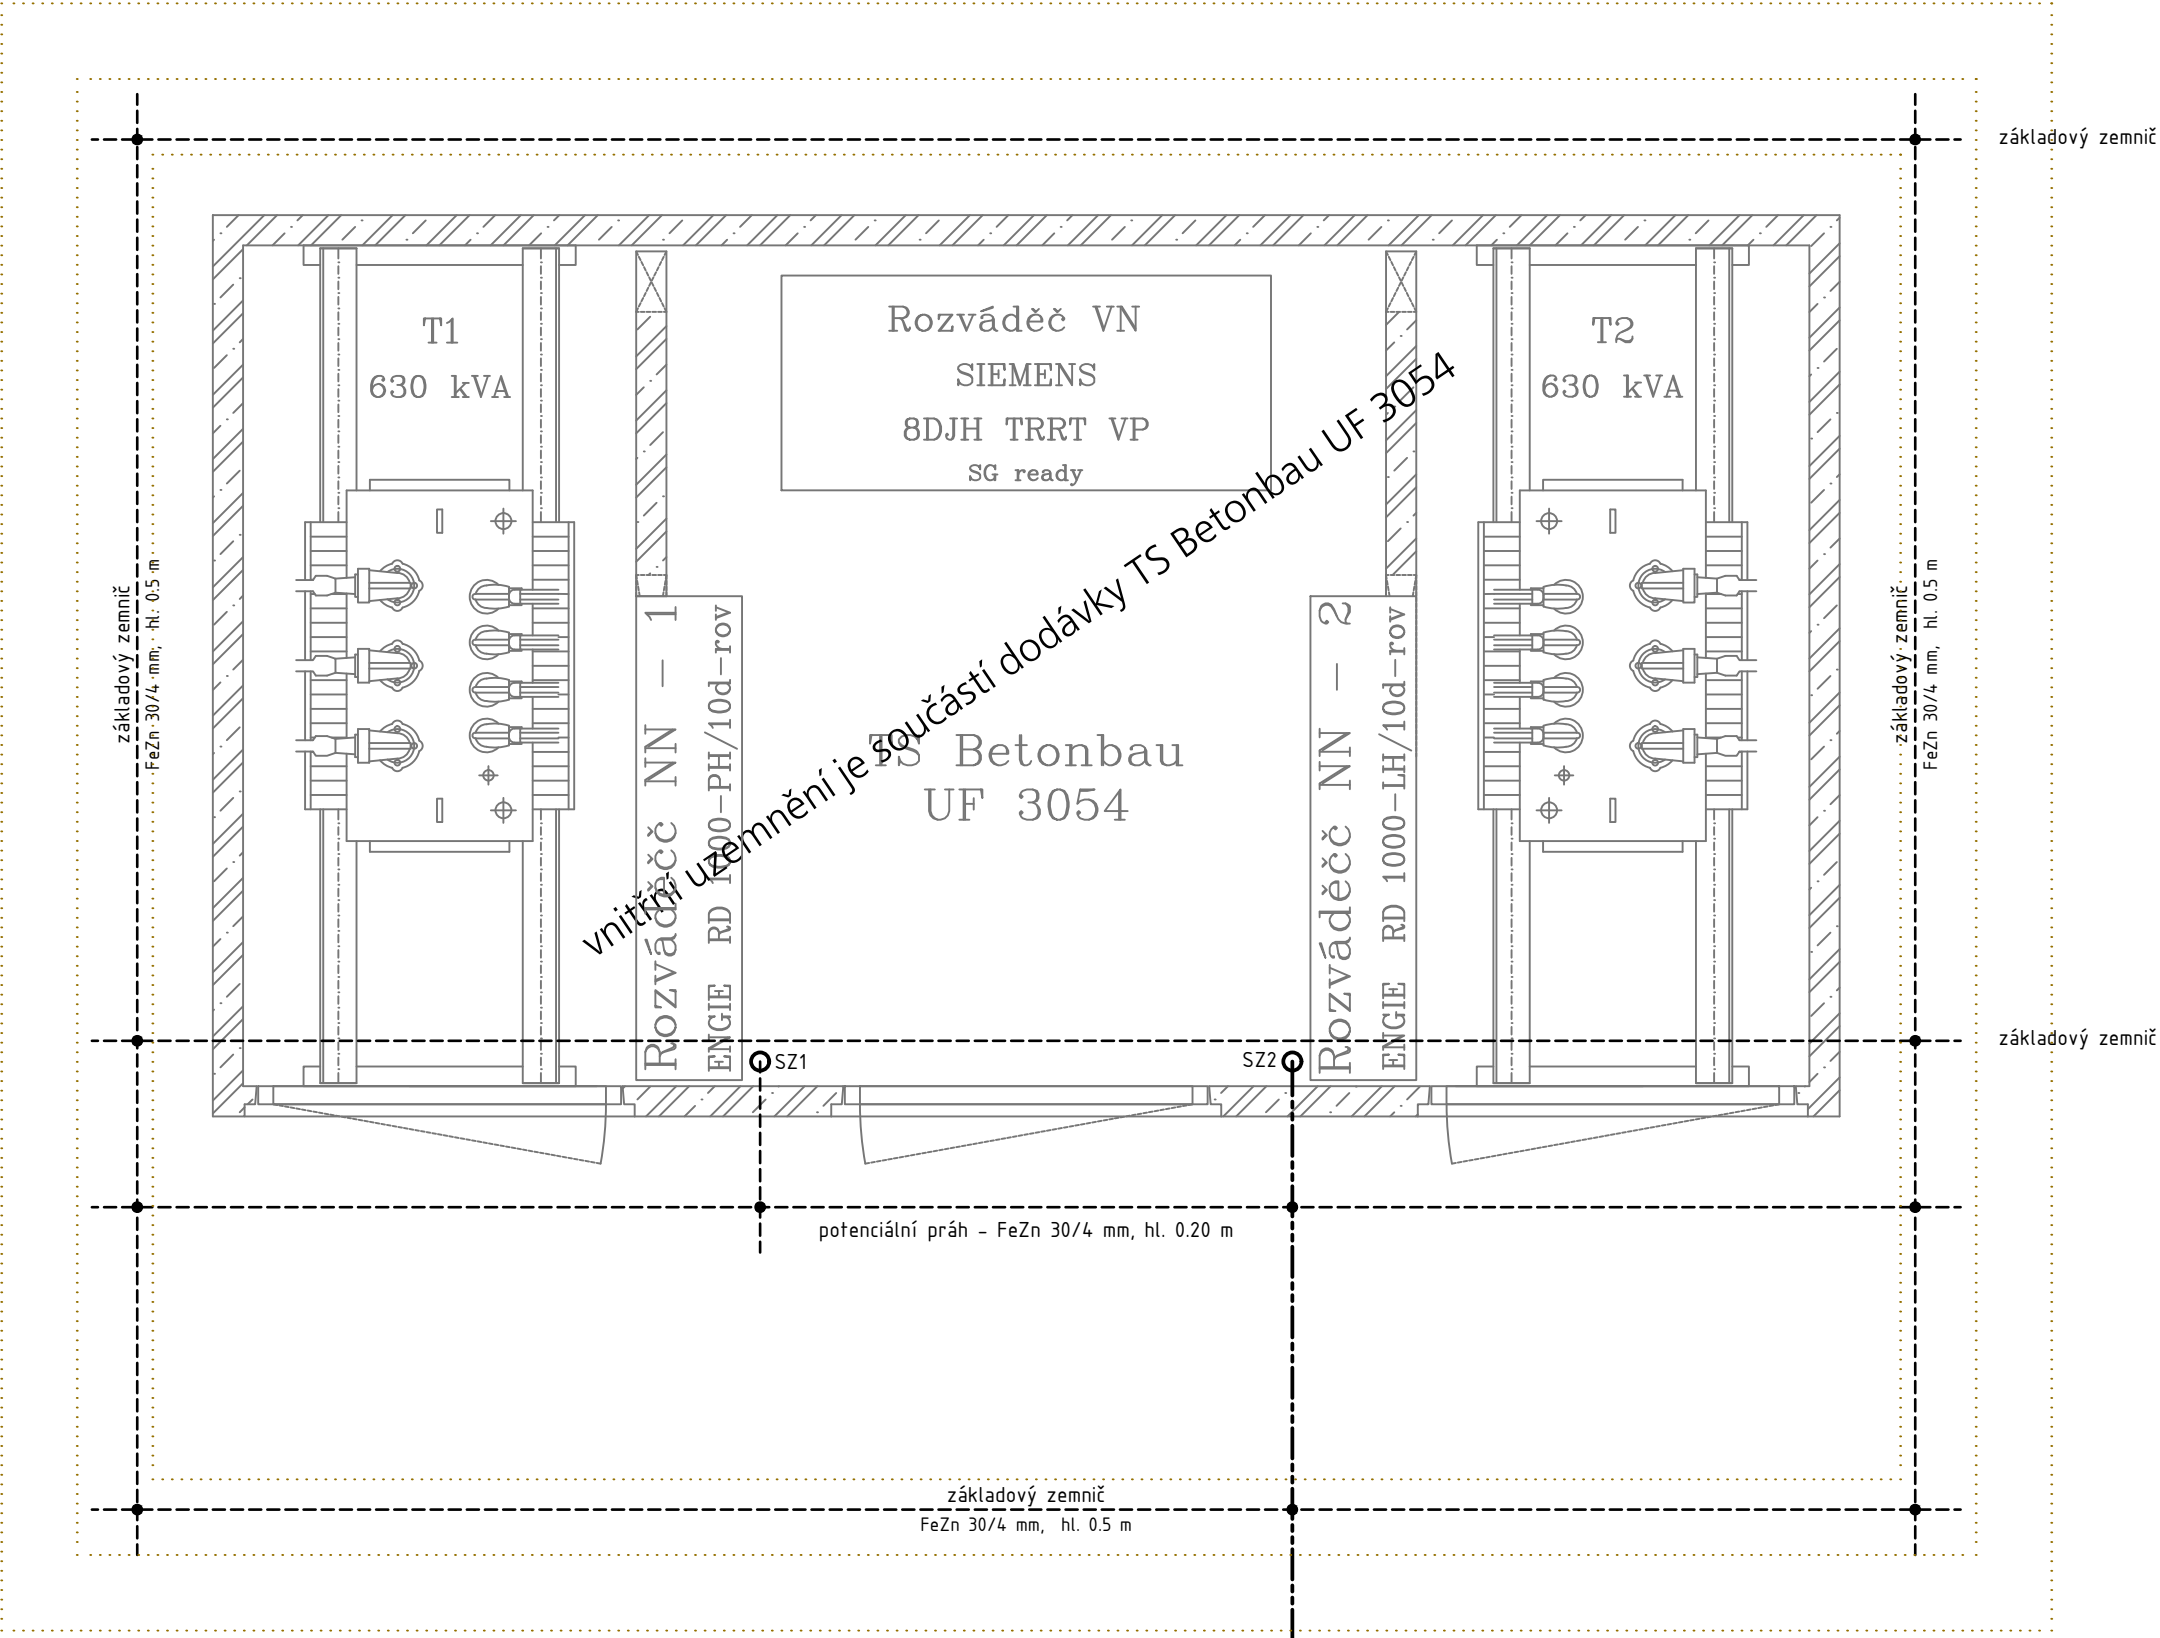 základový zemnič
T1
630 kVA
Rozváděč VN
SIEMENS
8DJH TRRT VP
SG ready
T2
630 kVA
základový zemnič
FeZn 30/4 mm, hl. 0.5 m
Rozváděčč NN - 1
ENGIE RD 1000-PH/10d-rov
vnitřní uzemnění je součástí dodávky TS Betonbau UF 3054
TS Betonbau
UF 3054
Rozváděčč NN - 2
ENGIE RD 1000-LH/10d-rov
základový zemnič
FeZn 30/4 mm, hl. 0.5 m
základový zemnič
SZ1
SZ2
potenciální práh - FeZn 30/4 mm, hl. 0.20 m
základový zemnič
FeZn 30/4 mm, hl. 0.5 m